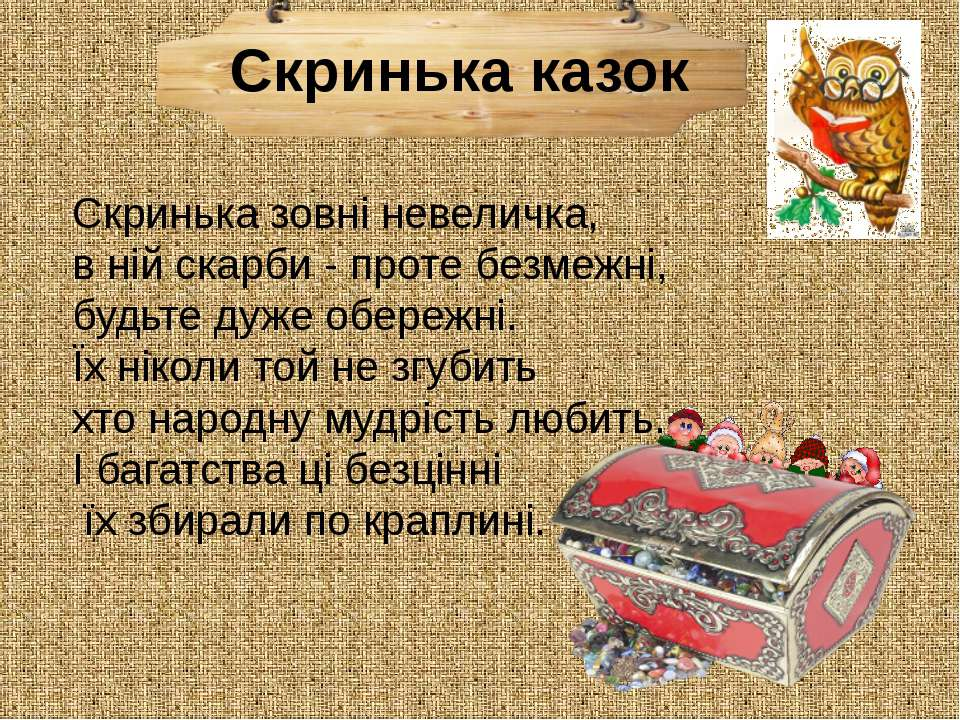 Скринька казок
Скринька зовні невеличка,
в ній скарби - проте безмежні,
будьте дуже обережні.
Їх ніколи той не згубить
хто народну мудрість любить.
І багатства ці безцінні
їх збирали по краплині.